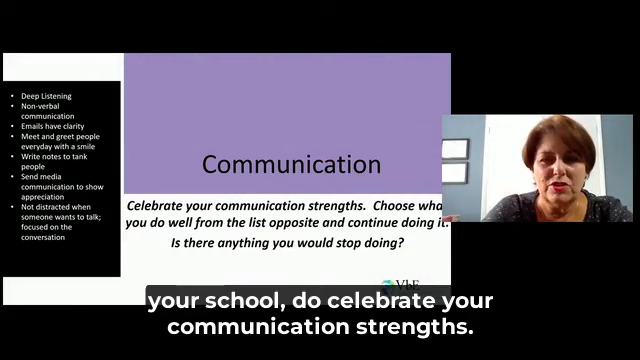 • Deep Listening
• Non-verbal
communication
• Emails have clarity
• Meet and greet people
everyday with a smile
• Write notes to tank
people
• Send media
communication to show
appreciation
• Not distracted when
someone wants to talk;
focused on the
conversation
Communication
Celebrate your communication strengths. Choose what
you do well from the list opposite and continue doing it.
Is there anything you would stop doing?
VbE
your school, do celebrate your
communication strengths.